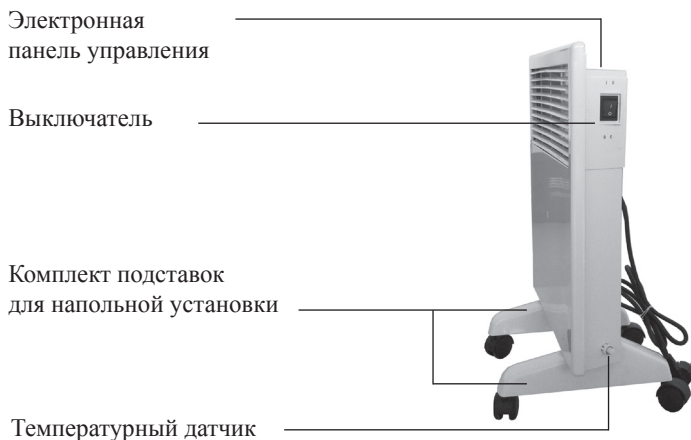 Электронная
панель управления
Выключатель
Комплект подставок
для напольной установки
Температурный датчик